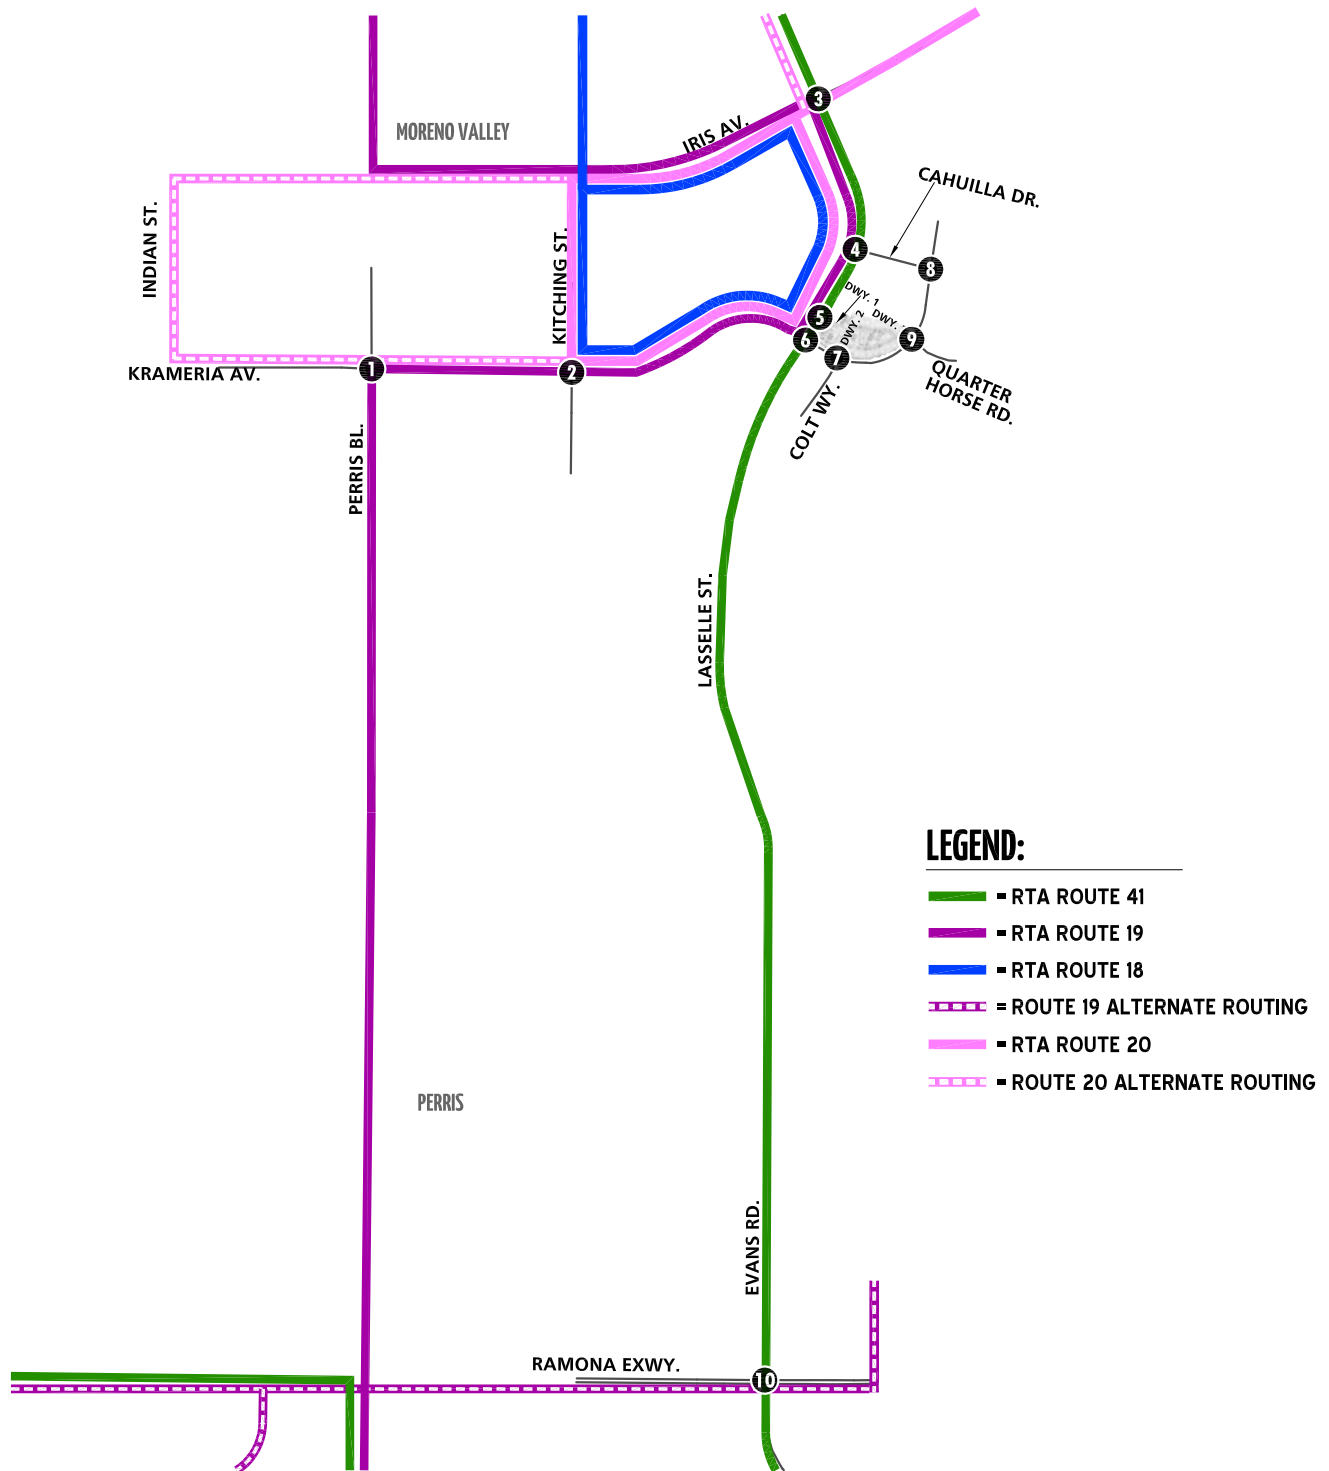 3
MORENO VALLEY
IRIS AV.
CAHUILLA DR.
INDIAN ST.
KITCHING ST.
4
8
DWY. 1
DWY.
DWY. 2
5
6
7
9
1
2
KRAMERIA AV.
QUARTER
HORSE RD.
COLT WY.
PERRIS BL.
LASSELLE ST.
LEGEND:
= RTA ROUTE 41
= RTA ROUTE 19
= RTA ROUTE 18
= ROUTE 19 ALTERNATE ROUTING
= RTA ROUTE 20
= ROUTE 20 ALTERNATE ROUTING
PERRIS
EVANS RD.
RAMONA EXWY.
10